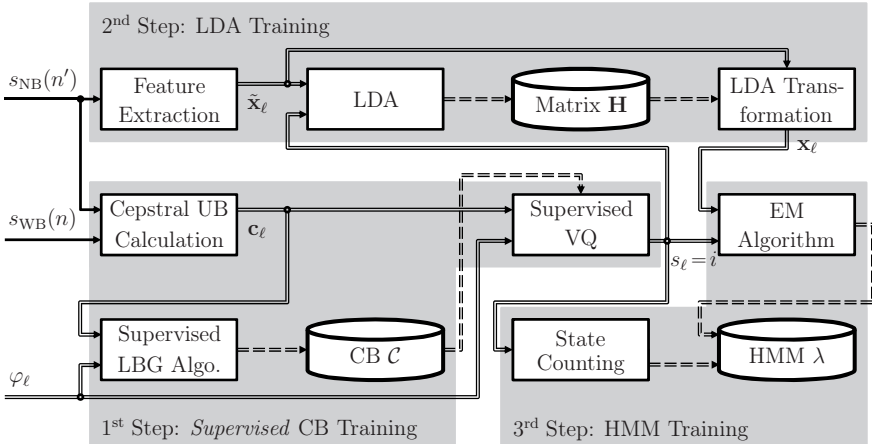 2nd Step: LDA Training
s_NB(n′)
Feature
Extraction
x̃_ℓ
LDA
Matrix H
LDA Trans-
formation
x_ℓ
s_WB(n)
Cepstral UB
Calculation
c_ℓ
Supervised
VQ
s_ℓ = i
EM
Algorithm
φ_ℓ
Supervised
LBG Algo.
CB 𝒞
State
Counting
HMM λ
1st Step: Supervised CB Training
3rd Step: HMM Training